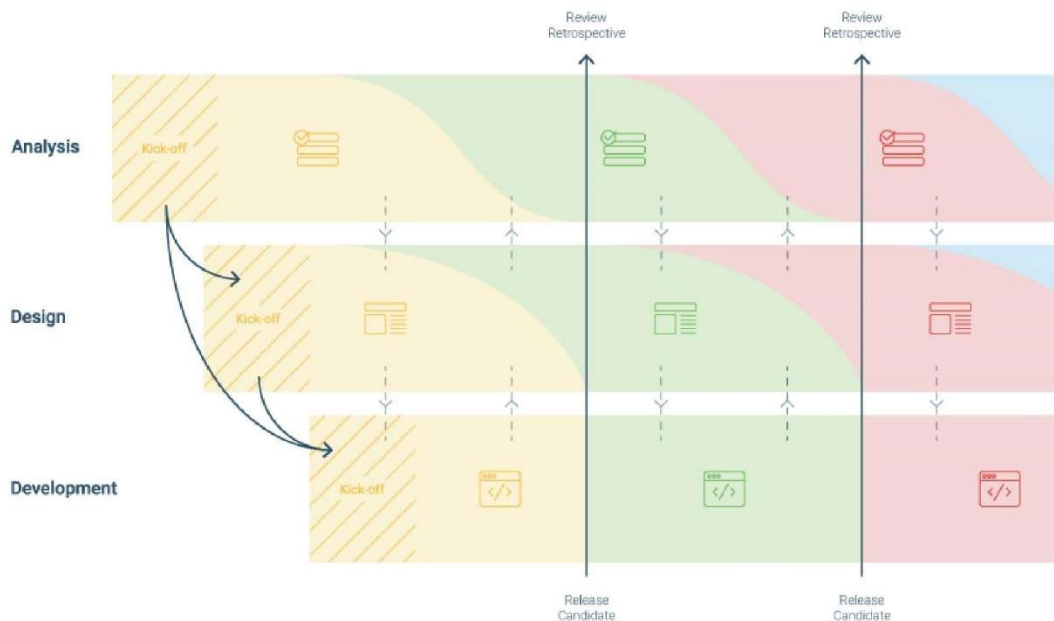 Review
Retrospective
Review
Retrospective
Analysis
Kick-off
Design
Kick-off
Development
Kick-off
</>
</>
</>
Release
Candidate
Release
Candidate